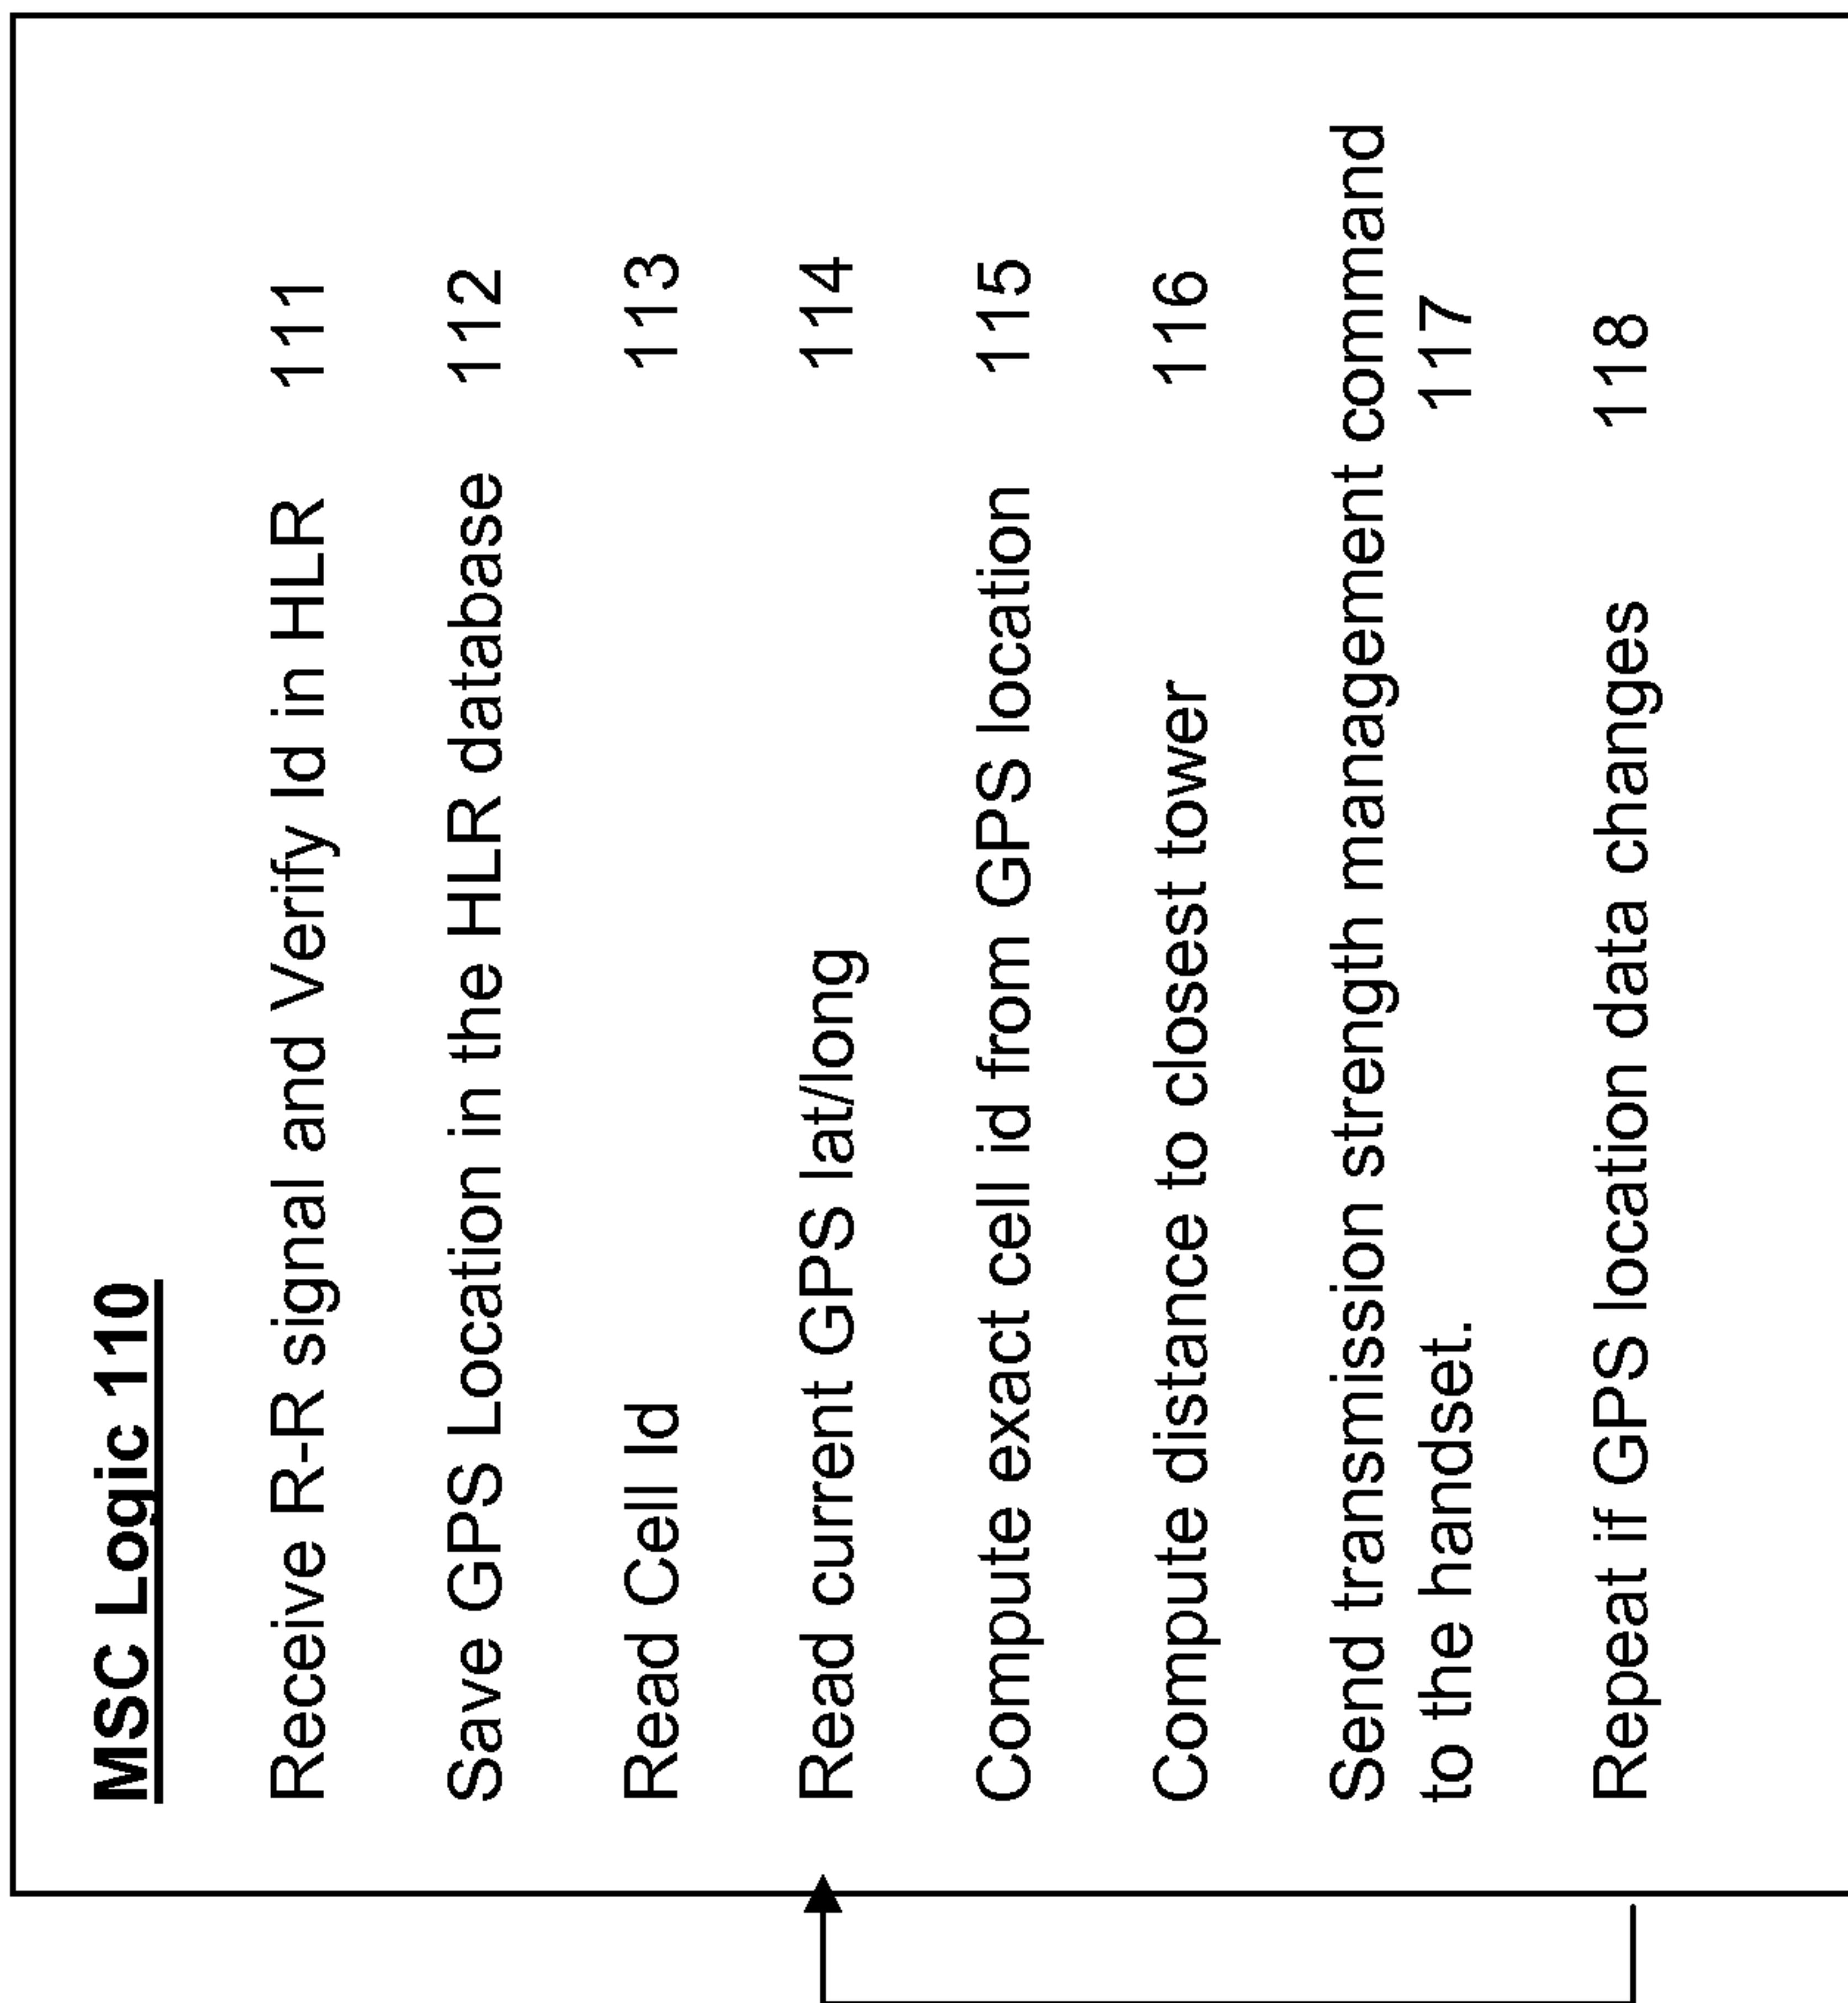 MSC Logic 110
Receive R-R signal and Verify Id in HLR 111
Save GPS Location in the HLR database 112
Read Cell Id 113
Read current GPS lat/long 114
Compute exact cell id from GPS location 115
Compute distance to closest tower 116
Send transmission strength management command
to the handset. 117
Repeat if GPS location data changes 118